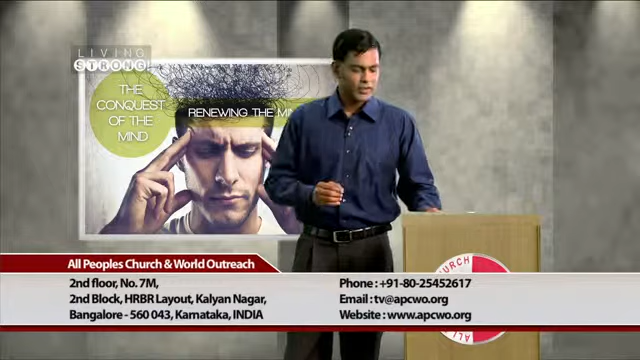 LIVING
STRONG
THE
CONQUEST
OF THE
MIND
RENEWING THE MI
All Peoples Church & World Outreach
2nd floor, No. 7M,
2nd Block, HRBR Layout, Kalyan Nagar,
Bangalore - 560 043, Karnataka, INDIA
Phone : +91-80-25452617
Email : tv@apcwo.org
Website : www.apcwo.org
CHURCH
ALL